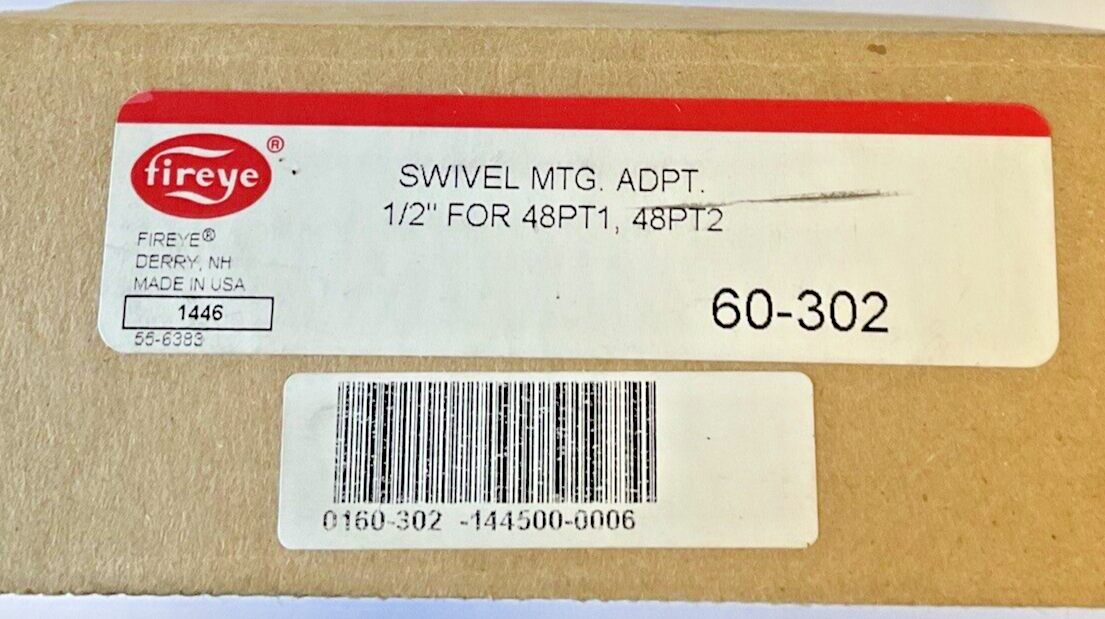 fireye®
SWIVEL MTG. ADPT.
1/2" FOR 48PT1, 48PT2
FIREYE®
DERRY, NH
MADE IN USA
1446
55-6383
60-302
0160-302 -144500-0006